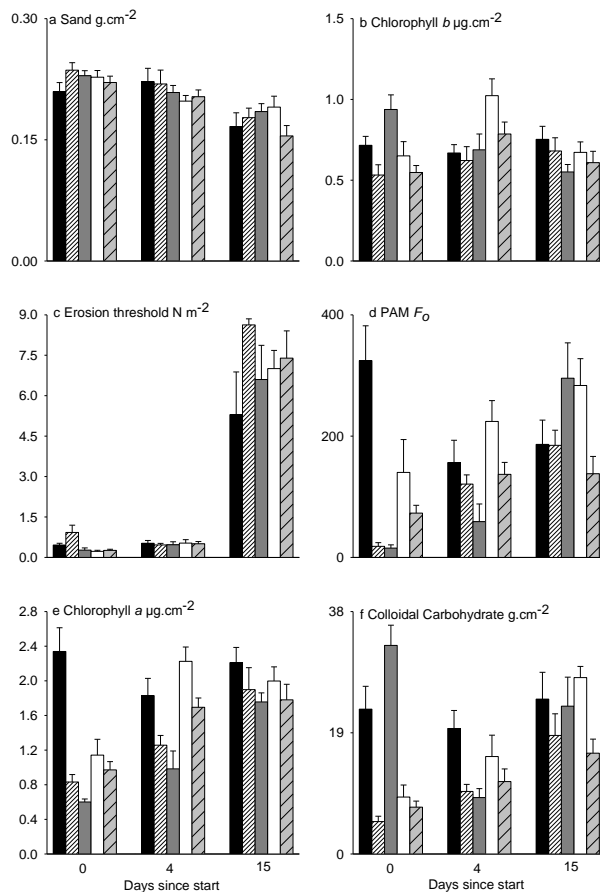 a Sand g.cm-2
0.30
0.15
0.00
b Chlorophyll b µg.cm-2
1.5
1.0
0.5
0.0
c Erosion threshold N m-2
9.0
7.5
6.0
4.5
3.0
1.5
0.0
d PAM Fo
400
200
0
e Chlorophyll a µg.cm-2
2.8
2.4
2.0
1.6
1.2
0.8
0.4
0.0
0 4 15
Days since start
f Colloidal Carbohydrate g.cm-2
38
19
0
0 4 15
Days since start